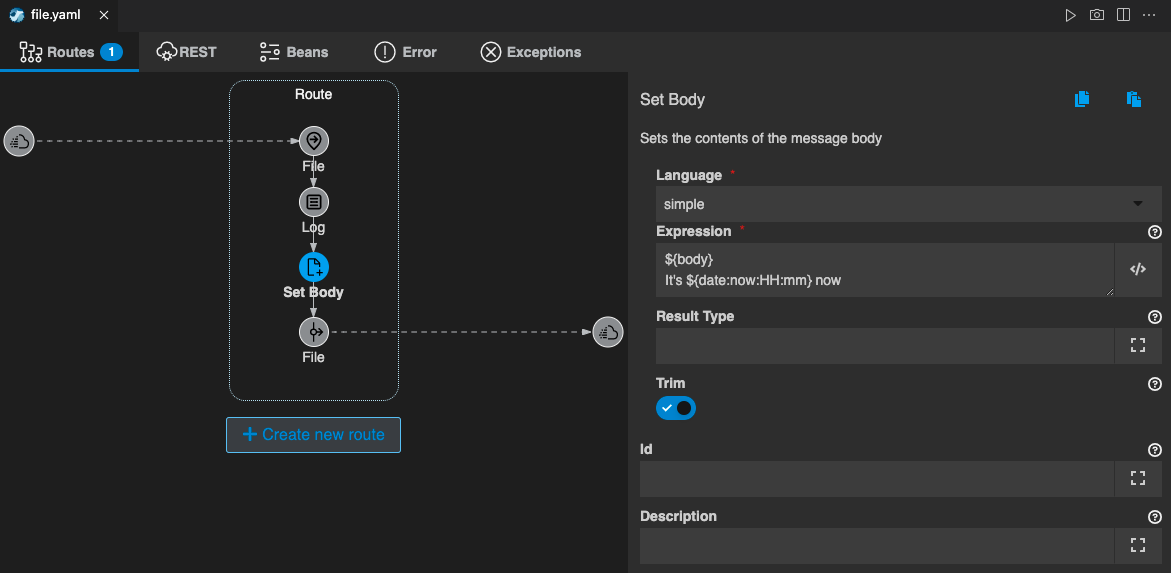 file.yaml
Routes 1
REST
Beans
Error
Exceptions
Route
File
Log
Set Body
File
Create new route
Set Body
Sets the contents of the message body
Language *
simple
Expression *
${body}
It's ${date:now:HH:mm} now
Result Type
Trim
Id
Description